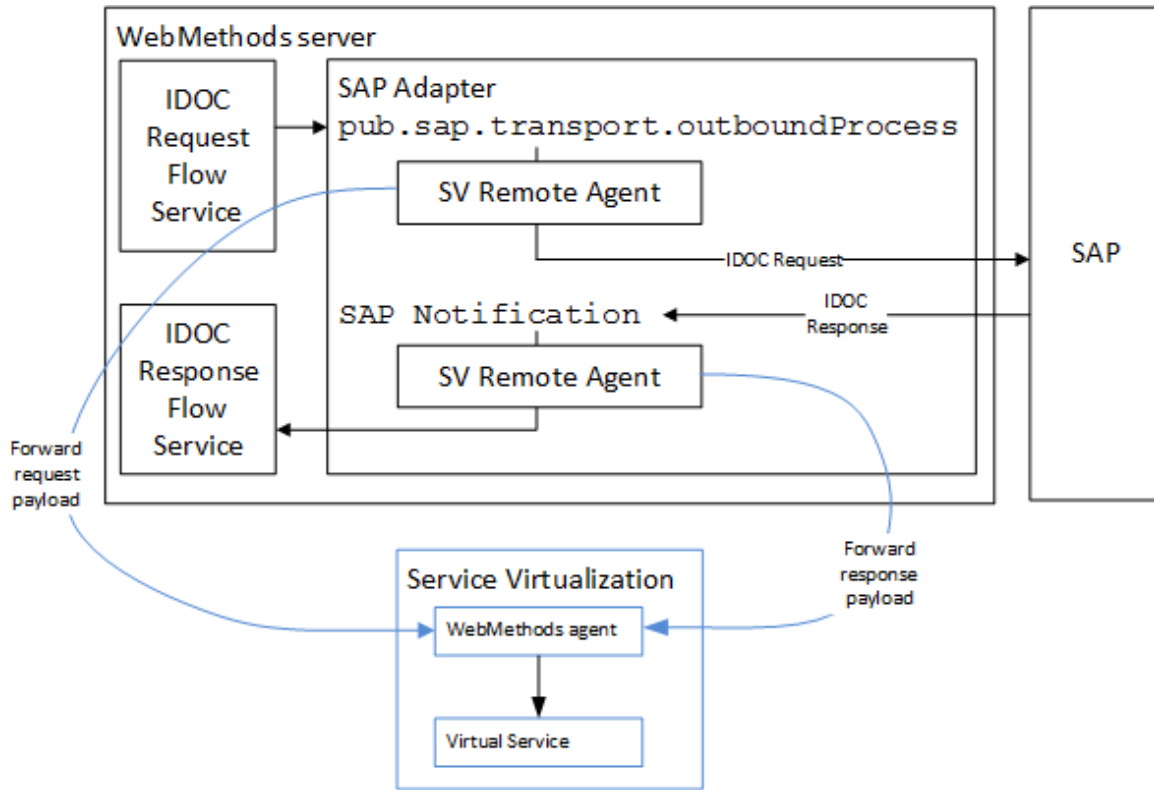 WebMethods server
IDOC
Request
Flow
Service
SAP Adapter
pub.sap.transport.outboundProcess
SV Remote Agent
IDOC Request
SAP
IDOC
Response
SAP Notification
SV Remote Agent
IDOC
Response
Flow
Service
Forward
request
payload
Forward
response
payload
Service Virtualization
WebMethods agent
Virtual Service